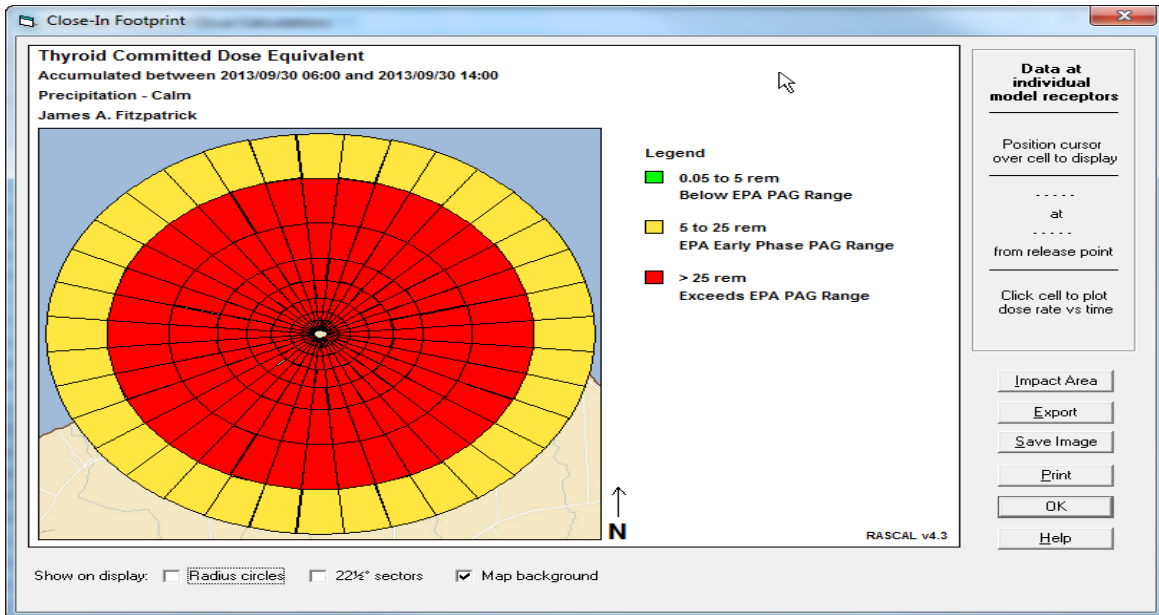 Close-In Footprint
Thyroid Committed Dose Equivalent
Accumulated between 2013/09/30 06:00 and 2013/09/30 14:00
Precipitation - Calm
James A. Fitzpatrick
Legend
0.05 to 5 rem
Below EPA PAG Range
5 to 25 rem
EPA Early Phase PAG Range
> 25 rem
Exceeds EPA PAG Range
N
RASCAL v4.3
Data at
individual
model receptors
Position cursor
over cell to display
- - - - -
at
- - - - -
from release point
Click cell to plot
dose rate vs time
Impact Area
Export
Save Image
Print
OK
Help
Show on display: Radius circles 22½° sectors Map background